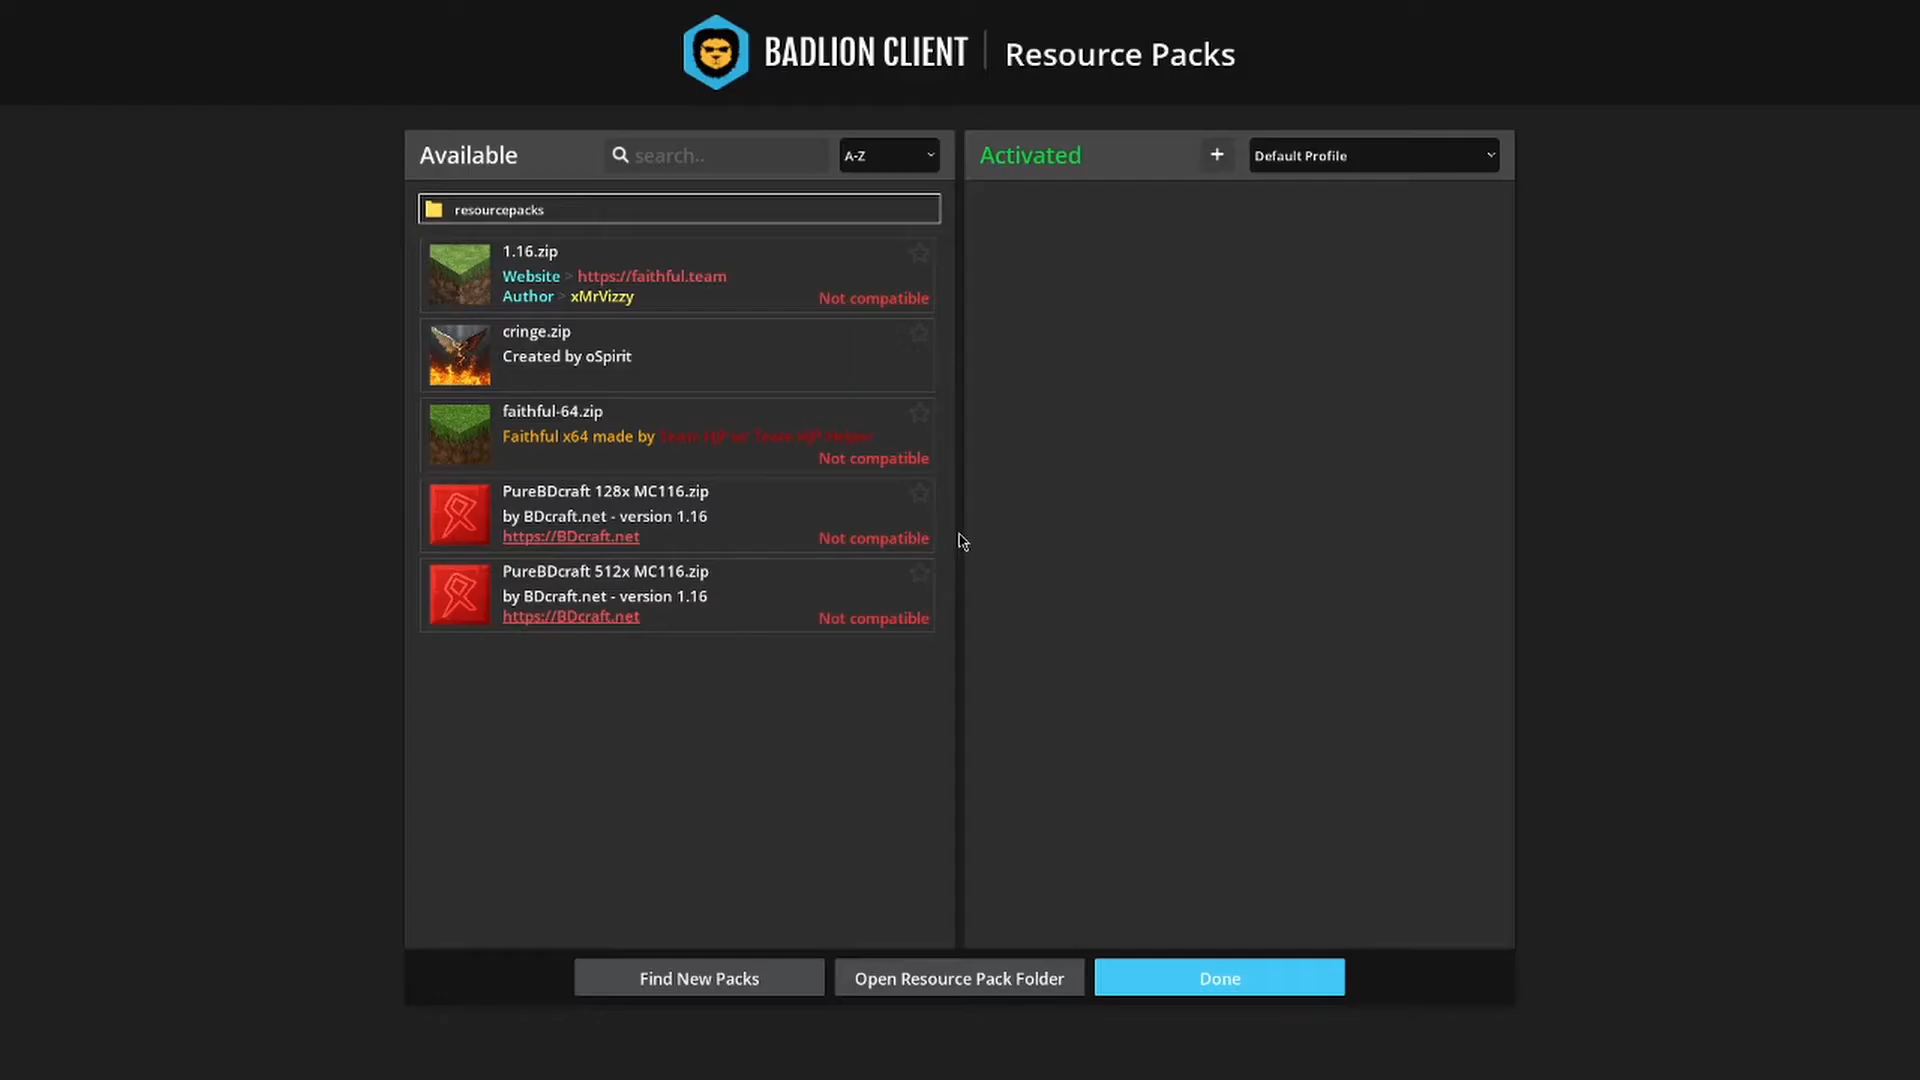 BADLION CLIENT | Resource Packs
Available
search..
A-Z
Activated
+
Default Profile
resourcepacks
1.16.zip
Website > https://faithful.team
Author > xMrVizzy
Not compatible
cringe.zip
Created by oSpirit
faithful-64.zip
Faithful x64 made by
Not compatible
PureBDcraft 128x MC116.zip
by BDcraft.net - version 1.16
https://BDcraft.net
Not compatible
PureBDcraft 512x MC116.zip
by BDcraft.net - version 1.16
https://BDcraft.net
Not compatible
Find New Packs
Open Resource Pack Folder
Done